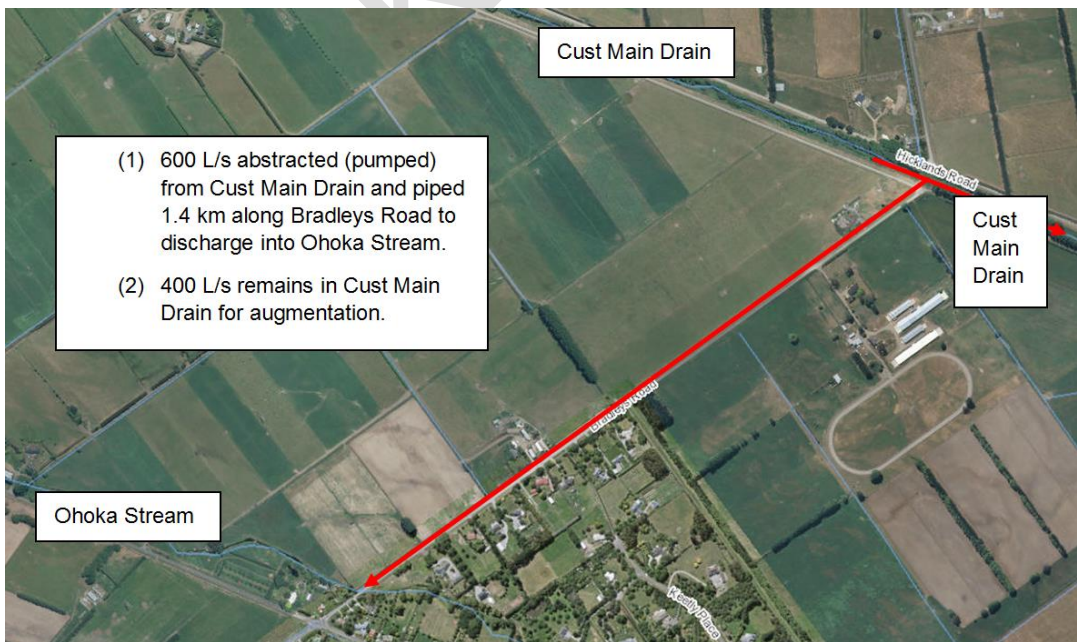 Cust Main Drain
(1) 600 L/s abstracted (pumped)
from Cust Main Drain and piped
1.4 km along Bradleys Road to
discharge into Ohoka Stream.
(2) 400 L/s remains in Cust Main
Drain for augmentation.
Hicklands Road
Cust
Main
Drain
Bradleys Road
Ohoka Stream
Keetly Place